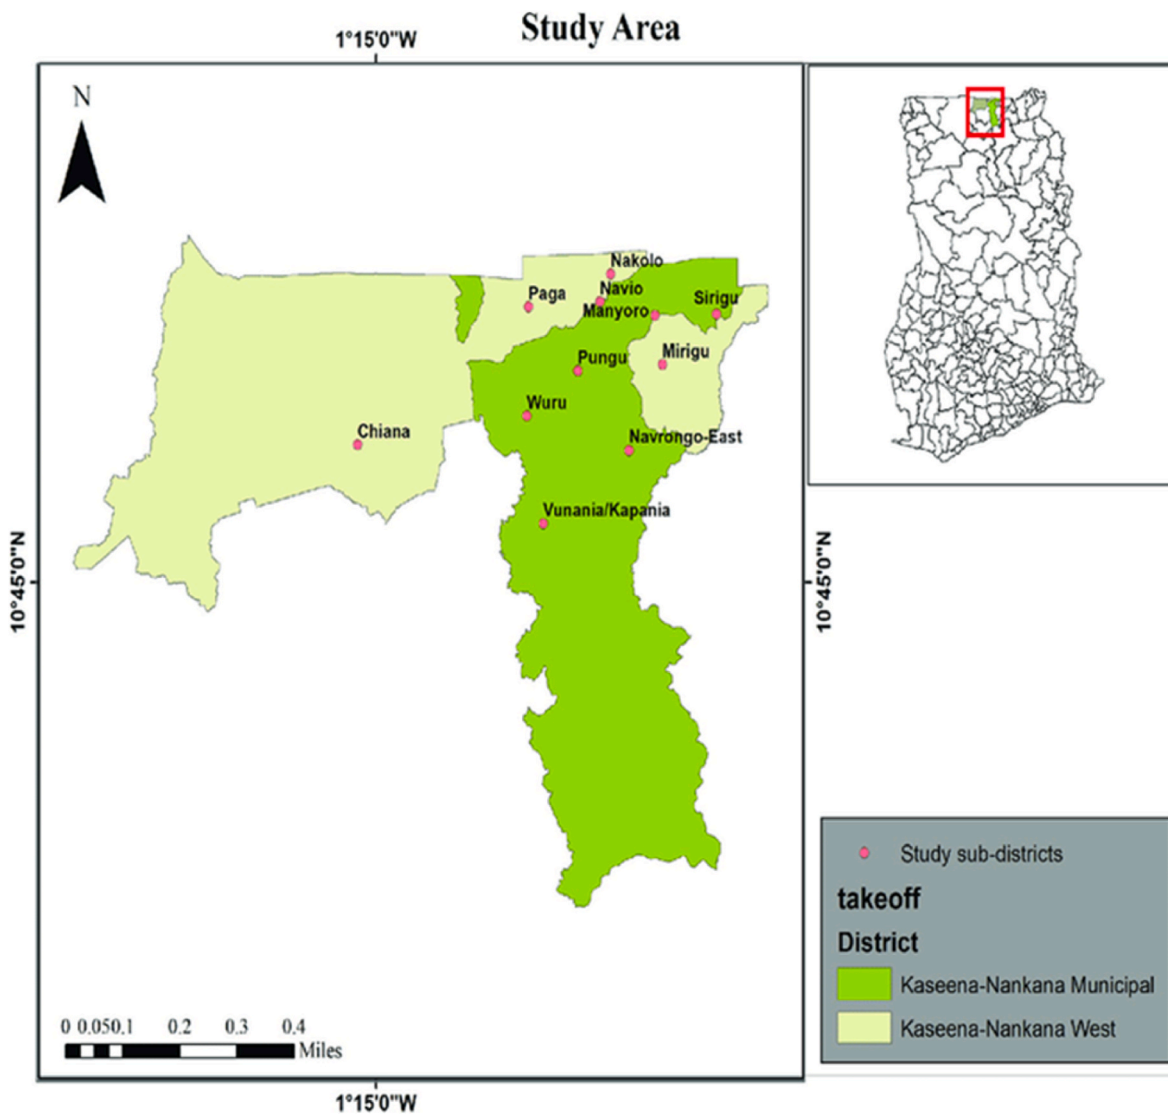 Study Area
1°15'0"W
N
Nakolo
Paga
Navio
Sirigu
Manyoro
Pungu
Mirigu
Wuru
Chiana
Navrongo-East
Vunania/Kapania
10°45'0"N
10°45'0"N
Study sub-districts
takeoff
District
Kaseena-Nankana Municipal
Kaseena-Nankana West
0 0.050.1 0.2 0.3 0.4
Miles
1°15'0"W